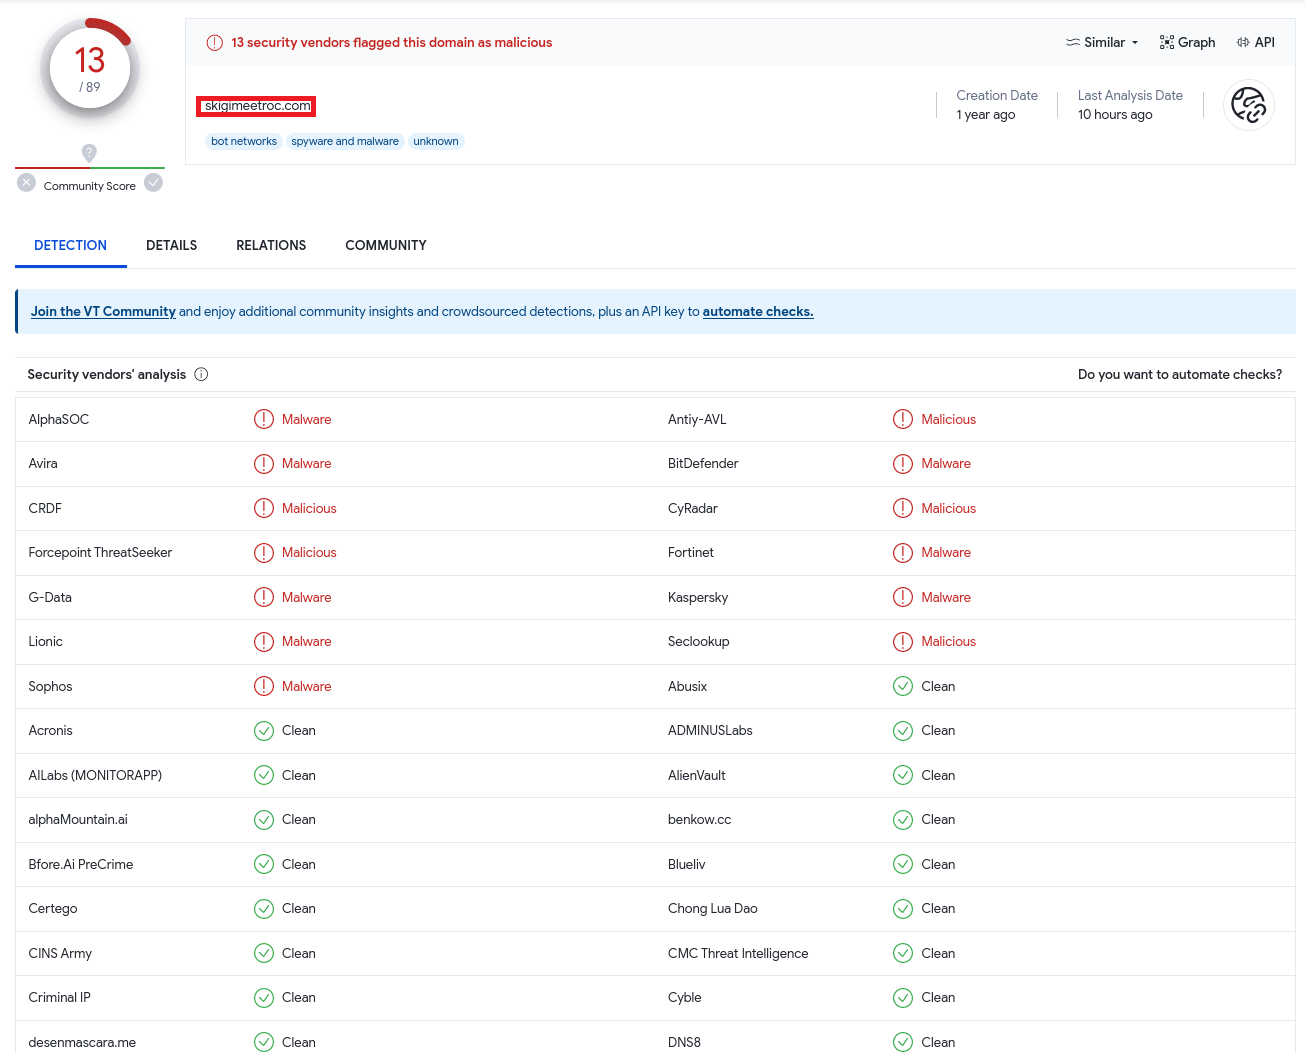 13
/ 89
Community Score
13 security vendors flagged this domain as malicious
Similar
Graph
API
skigimeetroc.com
bot networks
spyware and malware
unknown
Creation Date
1 year ago
Last Analysis Date
10 hours ago
DETECTION
DETAILS
RELATIONS
COMMUNITY
Join the VT Community and enjoy additional community insights and crowdsourced detections, plus an API key to automate checks.
Security vendors' analysis
Do you want to automate checks?
AlphaSOC Malware Antiy-AVL Malicious
Avira Malware BitDefender Malware
CRDF Malicious CyRadar Malicious
Forcepoint ThreatSeeker Malicious Fortinet Malware
G-Data Malware Kaspersky Malware
Lionic Malware Seclookup Malicious
Sophos Malware Abusix Clean
Acronis Clean ADMINUSLabs Clean
AILabs (MONITORAPP) Clean AlienVault Clean
alphaMountain.ai Clean benkow.cc Clean
Bfore.Ai PreCrime Clean Blueliv Clean
Certego Clean Chong Lua Dao Clean
CINS Army Clean CMC Threat Intelligence Clean
Criminal IP Clean Cyble Clean
desenmascara.me Clean DNS8 Clean